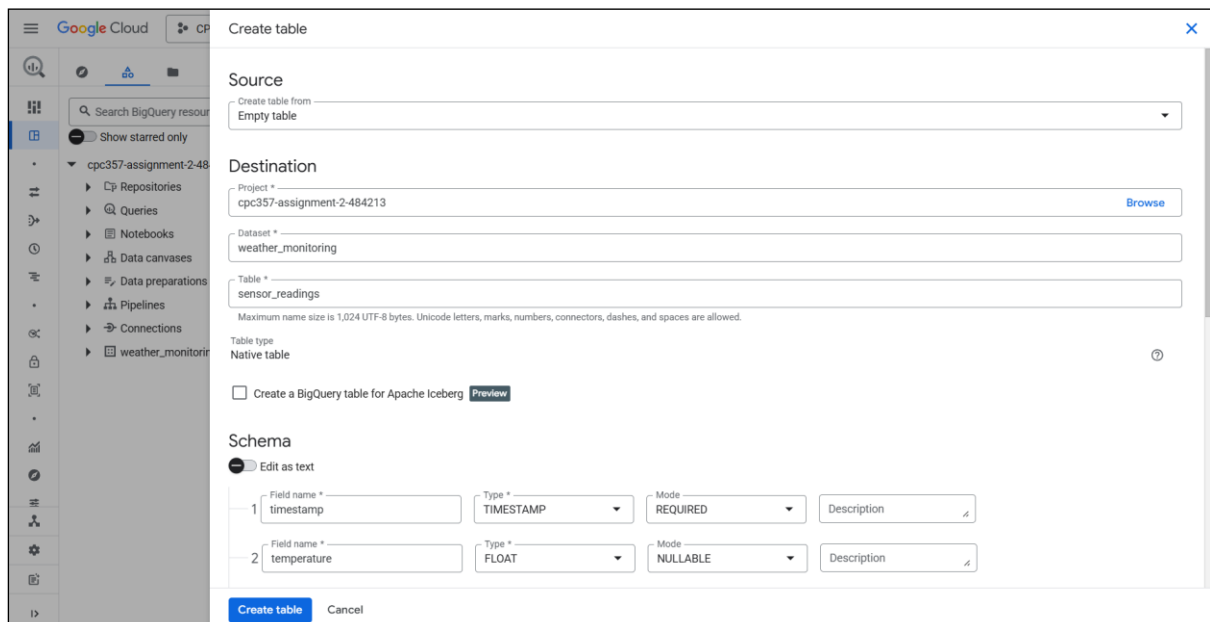 Google Cloud
CP
Create table
Source
Create table from
Empty table
Search BigQuery resour
Show starred only
Destination
cpc357-assignment-2-48
Project *
cpc357-assignment-2-484213
Browse
Repositories
Queries
Notebooks
Data canvases
Data preparations
Pipelines
Connections
weather_monitorin
Dataset *
weather_monitoring
Table *
sensor_readings
Maximum name size is 1,024 UTF-8 bytes. Unicode letters, marks, numbers, connectors, dashes, and spaces are allowed.
Table type
Native table
Create a BigQuery table for Apache Iceberg Preview
Schema
Edit as text
1
Field name *
timestamp
Type *
TIMESTAMP
Mode
REQUIRED
Description
2
Field name *
temperature
Type *
FLOAT
Mode
NULLABLE
Description
Create table
Cancel